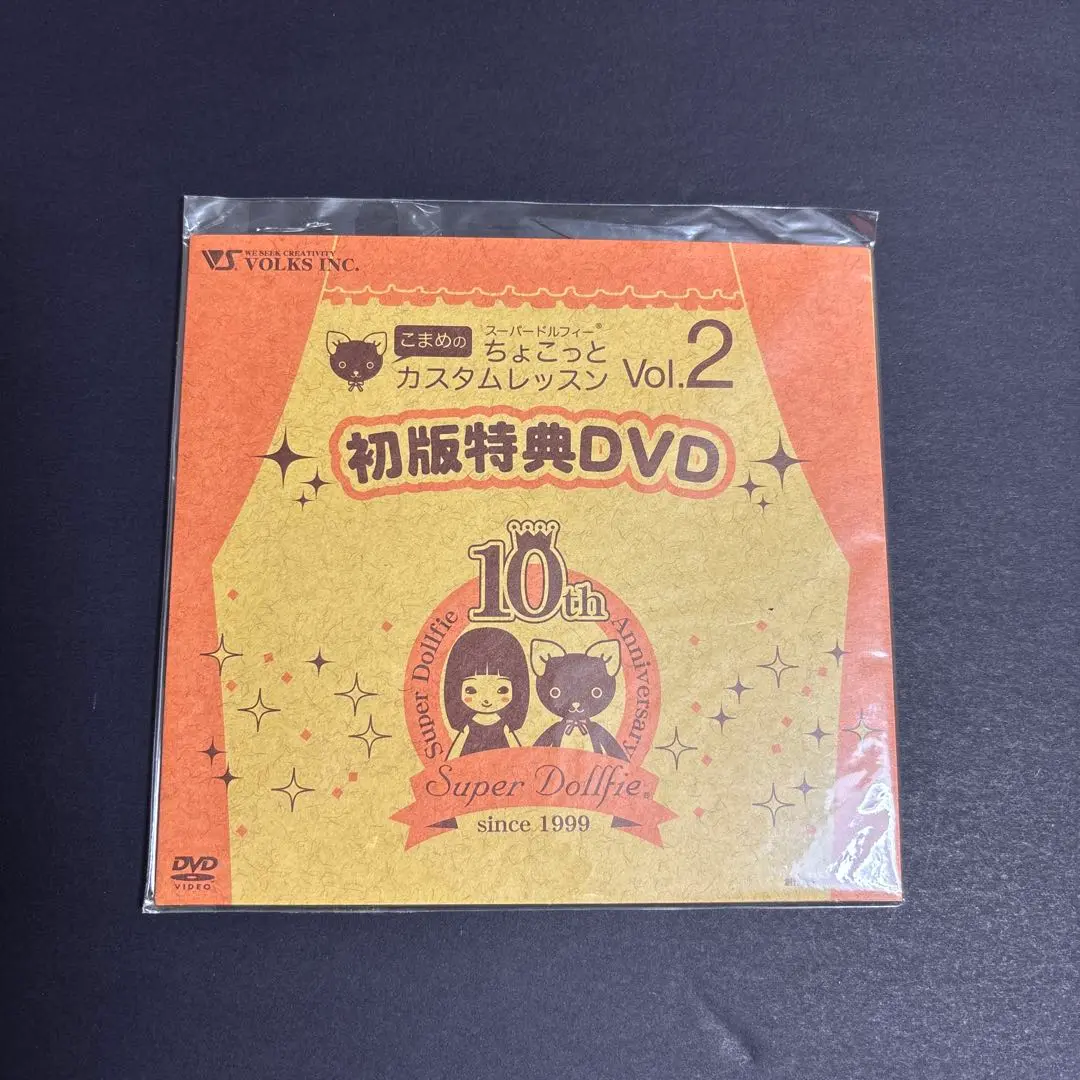 WE SEEK CREATIVITY
VS. VOLKS INC.
スーパードルフィー®
こまめの ちょこっと
カスタムレッスン Vol.2
初版特典DVD
10th
Super Dollfie Anniversary
Super Dollfie®
since 1999
DVD
VIDEO